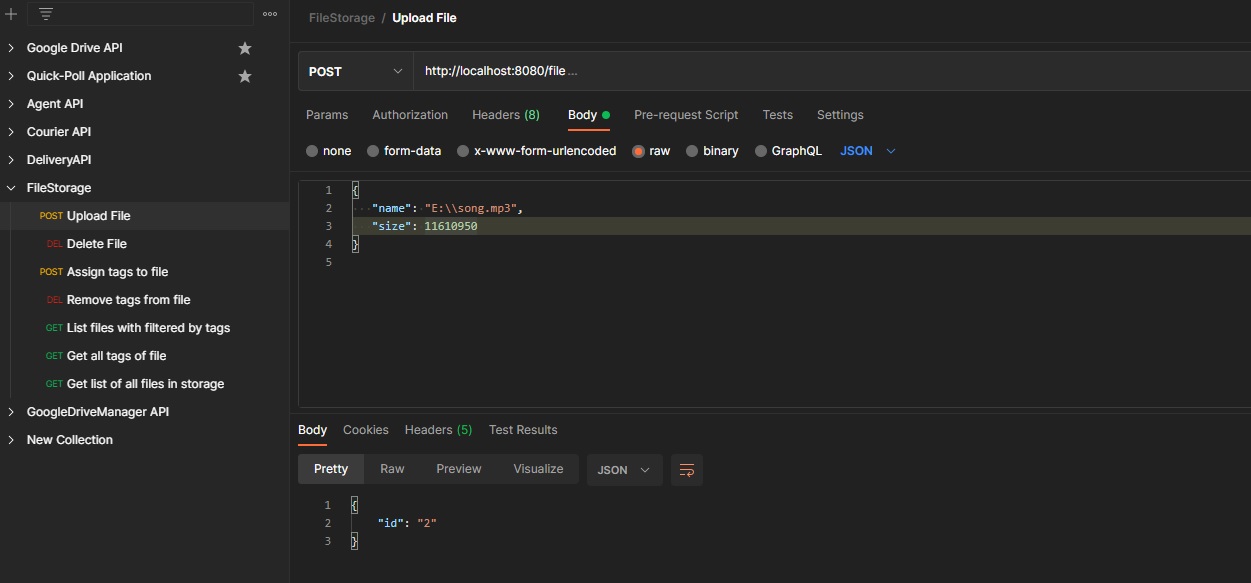 FileStorage / Upload File
Google Drive API
Quick-Poll Application
Agent API
Courier API
DeliveryAPI
FileStorage
POST Upload File
DEL Delete File
POST Assign tags to file
DEL Remove tags from file
GET List files with filtered by tags
GET Get all tags of file
GET Get list of all files in storage
GoogleDriveManager API
New Collection
POST http://localhost:8080/file ...
Params Authorization Headers (8) Body Pre-request Script Tests Settings
none form-data x-www-form-urlencoded raw binary GraphQL JSON
1 {
2 "name": "E:\\song.mp3",
3 "size": 11610950
4 }
5
Body Cookies Headers (5) Test Results
Pretty Raw Preview Visualize JSON
1 {
2 "id": "2"
3 }